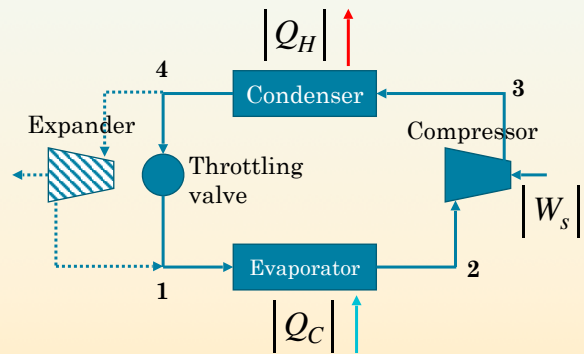 |Q_H|
4
Condenser
3
Expander
Compressor
Throttling
valve
|W_s|
Evaporator
1
2
|Q_C|